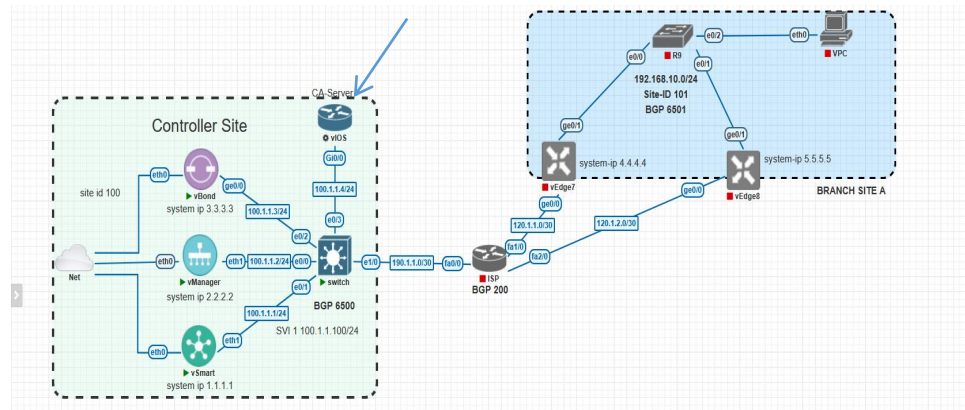 CA-Server
Controller Site
vIOS
Gi0/0
100.1.1.4/24
e0/3
site id 100
eth0
vBond
ge0/0
system ip 3.3.3.3
100.1.1.3/24
e0/2
Net
eth0
vManager
eth1
100.1.1.2/24
e0/0
switch
e1/0
190.1.1.0/30
fa0/0
system ip 2.2.2.2
e0/1
BGP 6500
100.1.1.1/24
SVI 1 100.1.1.100/24
eth0
vSmart
eth1
system ip 1.1.1.1
ISP
BGP 200
fa1/0
120.1.1.0/30
ge0/0
fa2/0
120.1.2.0/30
ge0/0
vEdge7
system-ip 4.4.4.4
ge0/1
vEdge8
system-ip 5.5.5.5
ge0/1
BRANCH SITE A
e0/0
R9
e0/2
eth0
VPC
e0/1
192.168.10.0/24
Site-ID 101
BGP 6501